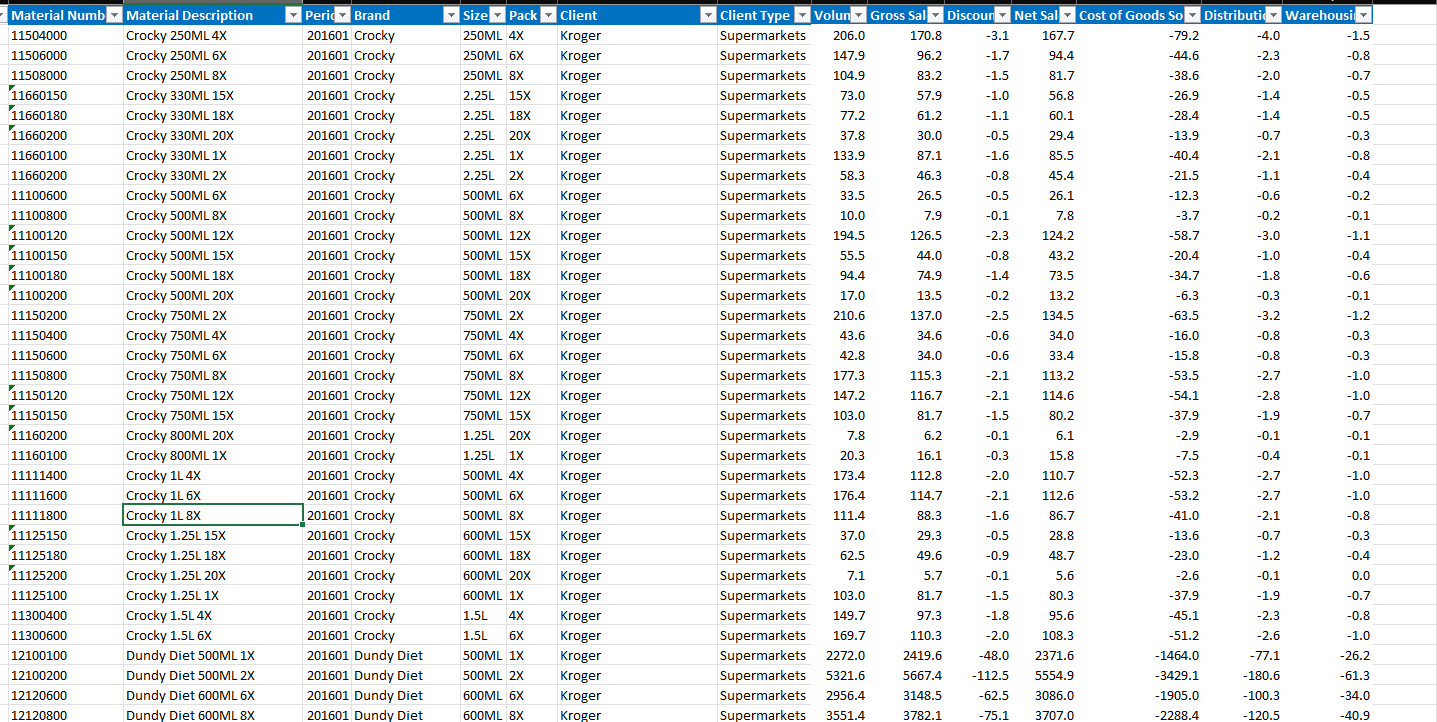 Material Numb Material Description Peric Brand Size Pack Client Client Type Volun Gross Sal Discoun Net Sal Cost of Goods So Distributi Warehousi
11504000 Crocky 250ML 4X 201601 Crocky 250ML 4X Kroger Supermarkets 206.0 170.8 -3.1 167.7 -79.2 -4.0 -1.5
11506000 Crocky 250ML 6X 201601 Crocky 250ML 6X Kroger Supermarkets 147.9 96.2 -1.7 94.4 -44.6 -2.3 -0.8
11508000 Crocky 250ML 8X 201601 Crocky 250ML 8X Kroger Supermarkets 104.9 83.2 -1.5 81.7 -38.6 -2.0 -0.7
11660150 Crocky 330ML 15X 201601 Crocky 2.25L 15X Kroger Supermarkets 73.0 57.9 -1.0 56.8 -26.9 -1.4 -0.5
11660180 Crocky 330ML 18X 201601 Crocky 2.25L 18X Kroger Supermarkets 77.2 61.2 -1.1 60.1 -28.4 -1.4 -0.5
11660200 Crocky 330ML 20X 201601 Crocky 2.25L 20X Kroger Supermarkets 37.8 30.0 -0.5 29.4 -13.9 -0.7 -0.3
11660100 Crocky 330ML 1X 201601 Crocky 2.25L 1X Kroger Supermarkets 133.9 87.1 -1.6 85.5 -40.4 -2.1 -0.8
11660200 Crocky 330ML 2X 201601 Crocky 2.25L 2X Kroger Supermarkets 58.3 46.3 -0.8 45.4 -21.5 -1.1 -0.4
11100600 Crocky 500ML 6X 201601 Crocky 500ML 6X Kroger Supermarkets 33.5 26.5 -0.5 26.1 -12.3 -0.6 -0.2
11100800 Crocky 500ML 8X 201601 Crocky 500ML 8X Kroger Supermarkets 10.0 7.9 -0.1 7.8 -3.7 -0.2 -0.1
11100120 Crocky 500ML 12X 201601 Crocky 500ML 12X Kroger Supermarkets 194.5 126.5 -2.3 124.2 -58.7 -3.0 -1.1
11100150 Crocky 500ML 15X 201601 Crocky 500ML 15X Kroger Supermarkets 55.5 44.0 -0.8 43.2 -20.4 -1.0 -0.4
11100180 Crocky 500ML 18X 201601 Crocky 500ML 18X Kroger Supermarkets 94.4 74.9 -1.4 73.5 -34.7 -1.8 -0.6
11100200 Crocky 500ML 20X 201601 Crocky 500ML 20X Kroger Supermarkets 17.0 13.5 -0.2 13.2 -6.3 -0.3 -0.1
11150200 Crocky 750ML 2X 201601 Crocky 750ML 2X Kroger Supermarkets 210.6 137.0 -2.5 134.5 -63.5 -3.2 -1.2
11150400 Crocky 750ML 4X 201601 Crocky 750ML 4X Kroger Supermarkets 43.6 34.6 -0.6 34.0 -16.0 -0.8 -0.3
11150600 Crocky 750ML 6X 201601 Crocky 750ML 6X Kroger Supermarkets 42.8 34.0 -0.6 33.4 -15.8 -0.8 -0.3
11150800 Crocky 750ML 8X 201601 Crocky 750ML 8X Kroger Supermarkets 177.3 115.3 -2.1 113.2 -53.5 -2.7 -1.0
11150120 Crocky 750ML 12X 201601 Crocky 750ML 12X Kroger Supermarkets 147.2 116.7 -2.1 114.6 -54.1 -2.8 -1.0
11150150 Crocky 750ML 15X 201601 Crocky 750ML 15X Kroger Supermarkets 103.0 81.7 -1.5 80.2 -37.9 -1.9 -0.7
11160200 Crocky 800ML 20X 201601 Crocky 1.25L 20X Kroger Supermarkets 7.8 6.2 -0.1 6.1 -2.9 -0.1 -0.1
11160100 Crocky 800ML 1X 201601 Crocky 1.25L 1X Kroger Supermarkets 20.3 16.1 -0.3 15.8 -7.5 -0.4 -0.1
11111400 Crocky 1L 4X 201601 Crocky 500ML 4X Kroger Supermarkets 173.4 112.8 -2.0 110.7 -52.3 -2.7 -1.0
11111600 Crocky 1L 6X 201601 Crocky 500ML 6X Kroger Supermarkets 176.4 114.7 -2.1 112.6 -53.2 -2.7 -1.0
11111800 Crocky 1L 8X 201601 Crocky 500ML 8X Kroger Supermarkets 111.4 88.3 -1.6 86.7 -41.0 -2.1 -0.8
11125150 Crocky 1.25L 15X 201601 Crocky 600ML 15X Kroger Supermarkets 37.0 29.3 -0.5 28.8 -13.6 -0.7 -0.3
11125180 Crocky 1.25L 18X 201601 Crocky 600ML 18X Kroger Supermarkets 62.5 49.6 -0.9 48.7 -23.0 -1.2 -0.4
11125200 Crocky 1.25L 20X 201601 Crocky 600ML 20X Kroger Supermarkets 7.1 5.7 -0.1 5.6 -2.6 -0.1 0.0
11125100 Crocky 1.25L 1X 201601 Crocky 600ML 1X Kroger Supermarkets 103.0 81.7 -1.5 80.3 -37.9 -1.9 -0.7
11300400 Crocky 1.5L 4X 201601 Crocky 1.5L 4X Kroger Supermarkets 149.7 97.3 -1.8 95.6 -45.1 -2.3 -0.8
11300600 Crocky 1.5L 6X 201601 Crocky 1.5L 6X Kroger Supermarkets 169.7 110.3 -2.0 108.3 -51.2 -2.6 -1.0
12100100 Dundy Diet 500ML 1X 201601 Dundy Diet 500ML 1X Kroger Supermarkets 2272.0 2419.6 -48.0 2371.6 -1464.0 -77.1 -26.2
12100200 Dundy Diet 500ML 2X 201601 Dundy Diet 500ML 2X Kroger Supermarkets 5321.6 5667.4 -112.5 5554.9 -3429.1 -180.6 -61.3
12120600 Dundy Diet 600ML 6X 201601 Dundy Diet 600ML 6X Kroger Supermarkets 2956.4 3148.5 -62.5 3086.0 -1905.0 -100.3 -34.0
12120800 Dundy Diet 600ML 8X 201601 Dundy Diet 600ML 8X Kroger Supermarkets 3551.4 3782.1 -75.1 3707.0 -2288.4 -120.5 -40.9